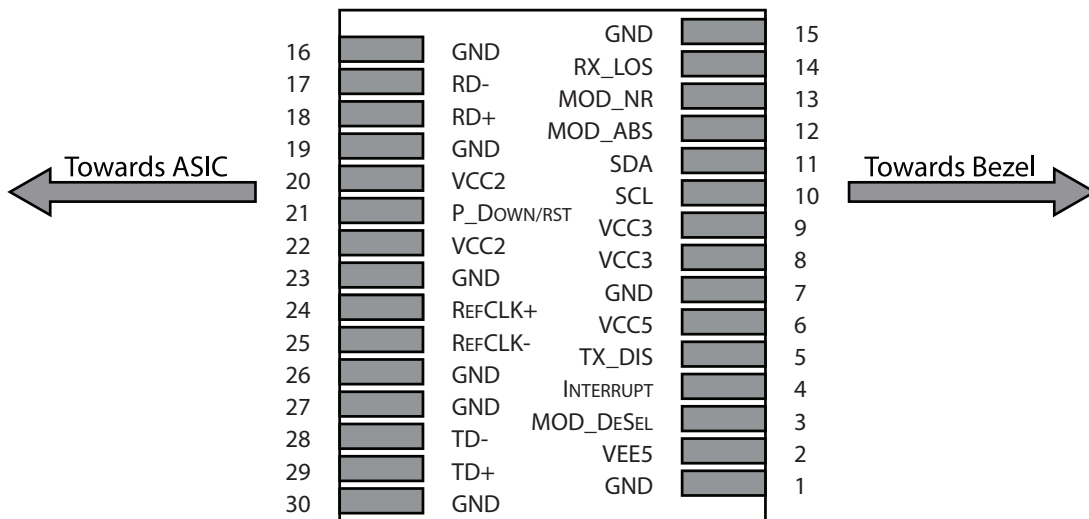 Towards ASIC
16 GND
17 RD-
18 RD+
19 GND
20 VCC2
21 P_DOWN/RST
22 VCC2
23 GND
24 REFCLK+
25 REFCLK-
26 GND
27 GND
28 TD-
29 TD+
30 GND
GND 15
RX_LOS 14
MOD_NR 13
MOD_ABS 12
SDA 11
SCL 10
VCC3 9
VCC3 8
GND 7
VCC5 6
TX_DIS 5
INTERRUPT 4
MOD_DESEL 3
VEE5 2
GND 1
Towards Bezel